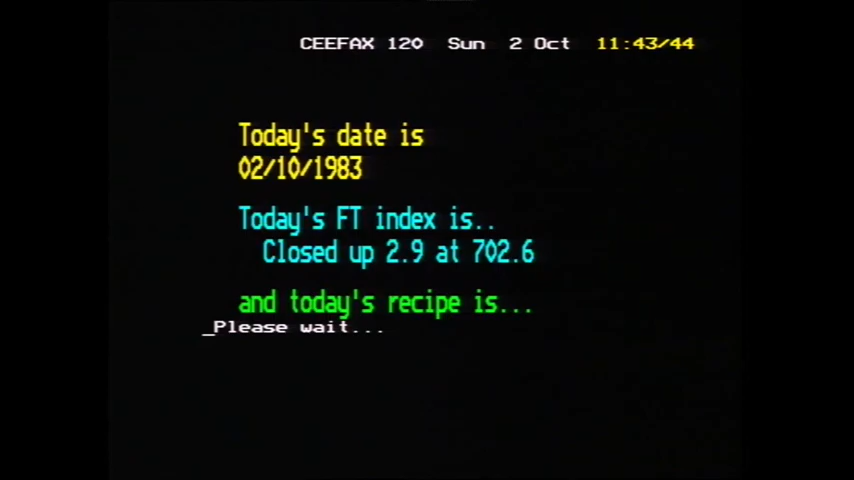 CEEFAX 120 Sun 2 Oct 11:43/44
Today's date is
02/10/1983
Today's FT index is..
Closed up 2.9 at 702.6
and today's recipe is...
_Please wait...